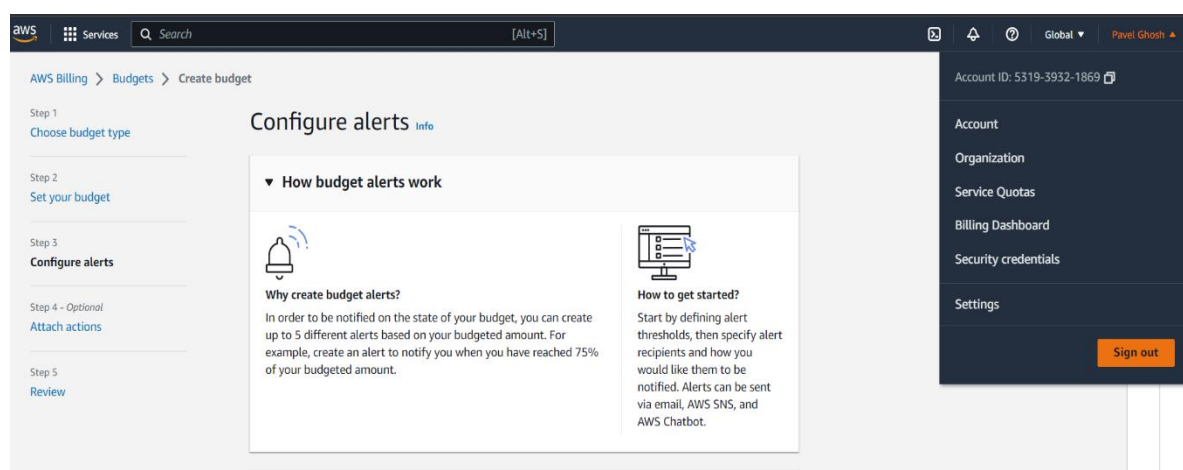 aws
Services
Search
[Alt+S]
Global
Pavel Ghosh
AWS Billing > Budgets > Create budget
Step 1
Choose budget type
Step 2
Set your budget
Step 3
Configure alerts
Step 4 - Optional
Attach actions
Step 5
Review
Configure alerts Info
How budget alerts work
Why create budget alerts?
In order to be notified on the state of your budget, you can create
up to 5 different alerts based on your budgeted amount. For
example, create an alert to notify you when you have reached 75%
of your budgeted amount.
How to get started?
Start by defining alert
thresholds, then specify alert
recipients and how you
would like them to be
notified. Alerts can be sent
via email, AWS SNS, and
AWS Chatbot.
Account ID: 5319-3932-1869
Account
Organization
Service Quotas
Billing Dashboard
Security credentials
Settings
Sign out